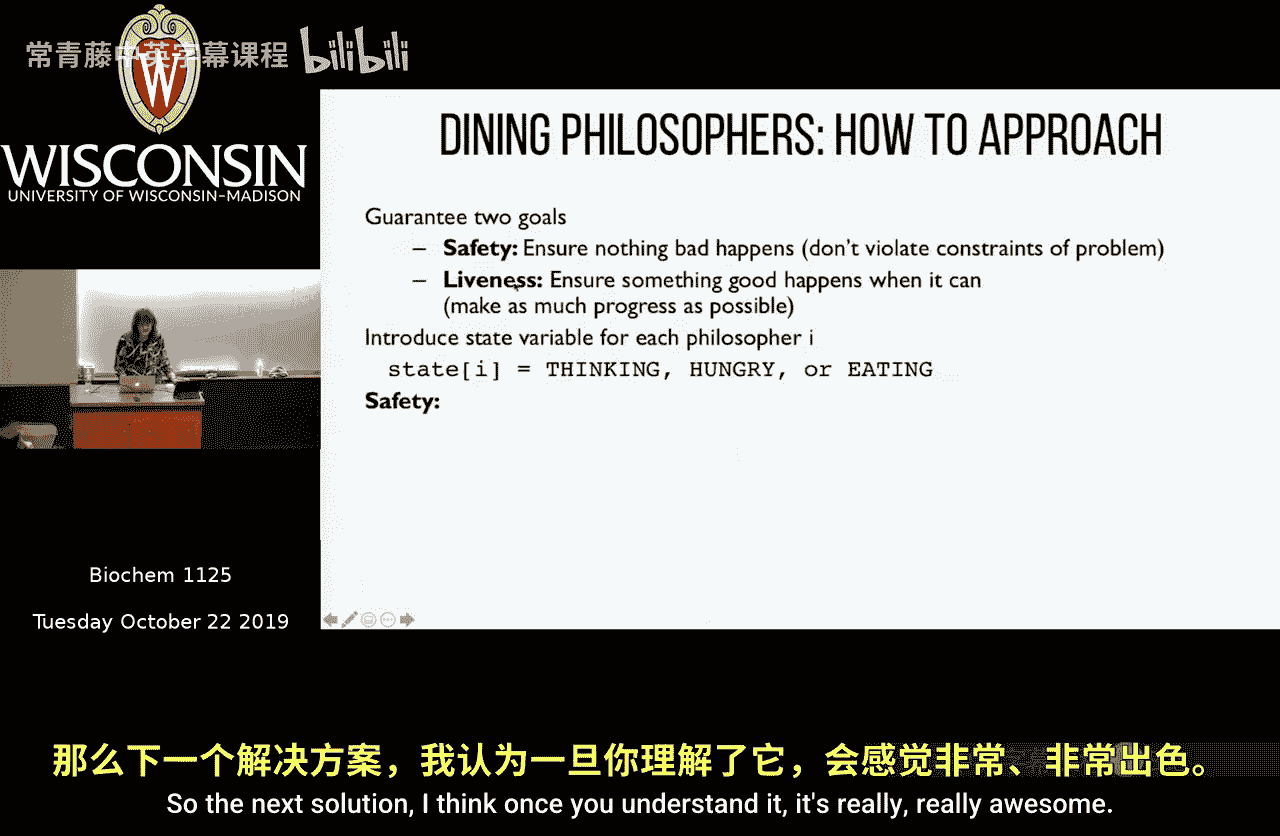 常青藤中英字幕课程 bilibili
W
WISCONSIN
UNIVERSITY OF WISCONSIN–MADISON
DINING PHILOSOPHERS: HOW TO APPROACH
Guarantee two goals
– Safety: Ensure nothing bad happens (don't violate constraints of problem)
– Liveness: Ensure something good happens when it can
(make as much progress as possible)
Introduce state variable for each philosopher i
state[i] = THINKING, HUNGRY, or EATING
Safety:
Biochem 1125
Tuesday October 22 2019
那么下一个解决方案，我认为一旦你理解了它，会感觉非常、非常出色。
So the next solution, I think once you understand it, it's really, really awesome.